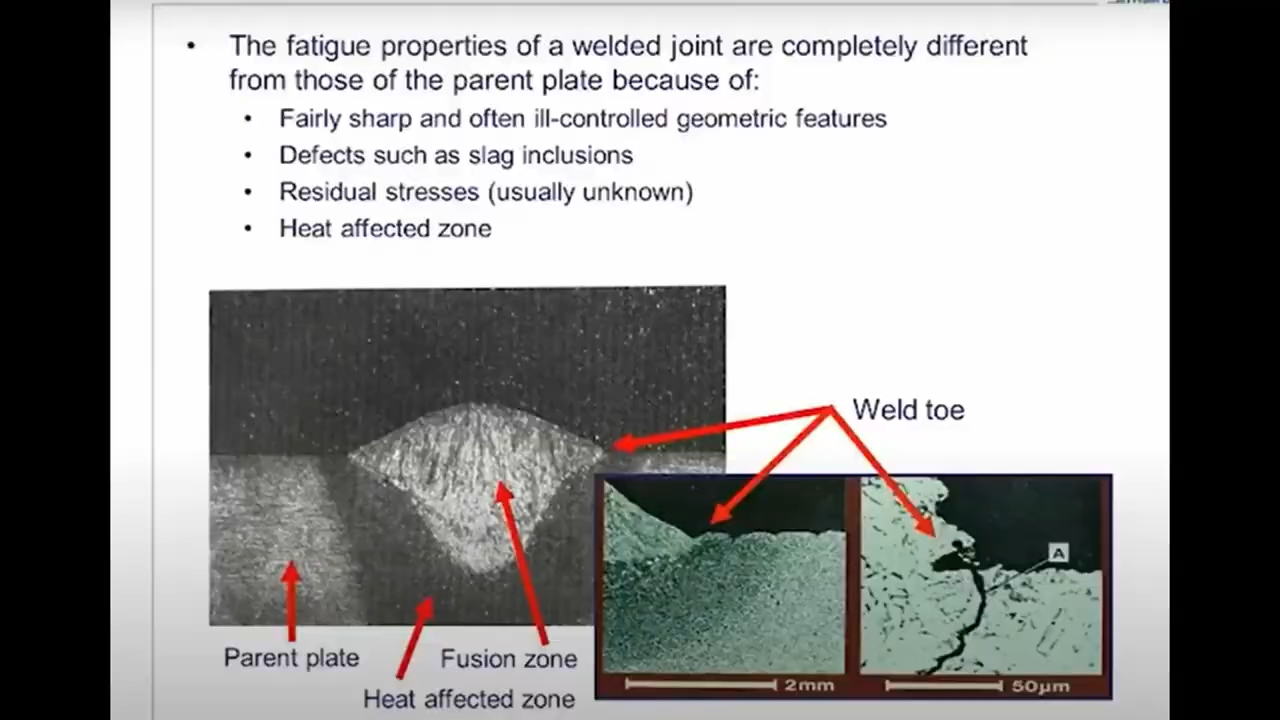 • The fatigue properties of a welded joint are completely different
from those of the parent plate because of:
• Fairly sharp and often ill-controlled geometric features
• Defects such as slag inclusions
• Residual stresses (usually unknown)
• Heat affected zone
Weld toe
A
Parent plate
Fusion zone
Heat affected zone
2mm
50µm